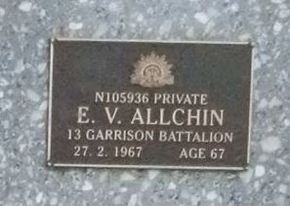 N105936 PRIVATE
E. V. ALLCHIN
13 GARRISON BATTALION
27. 2. 1967 AGE 67